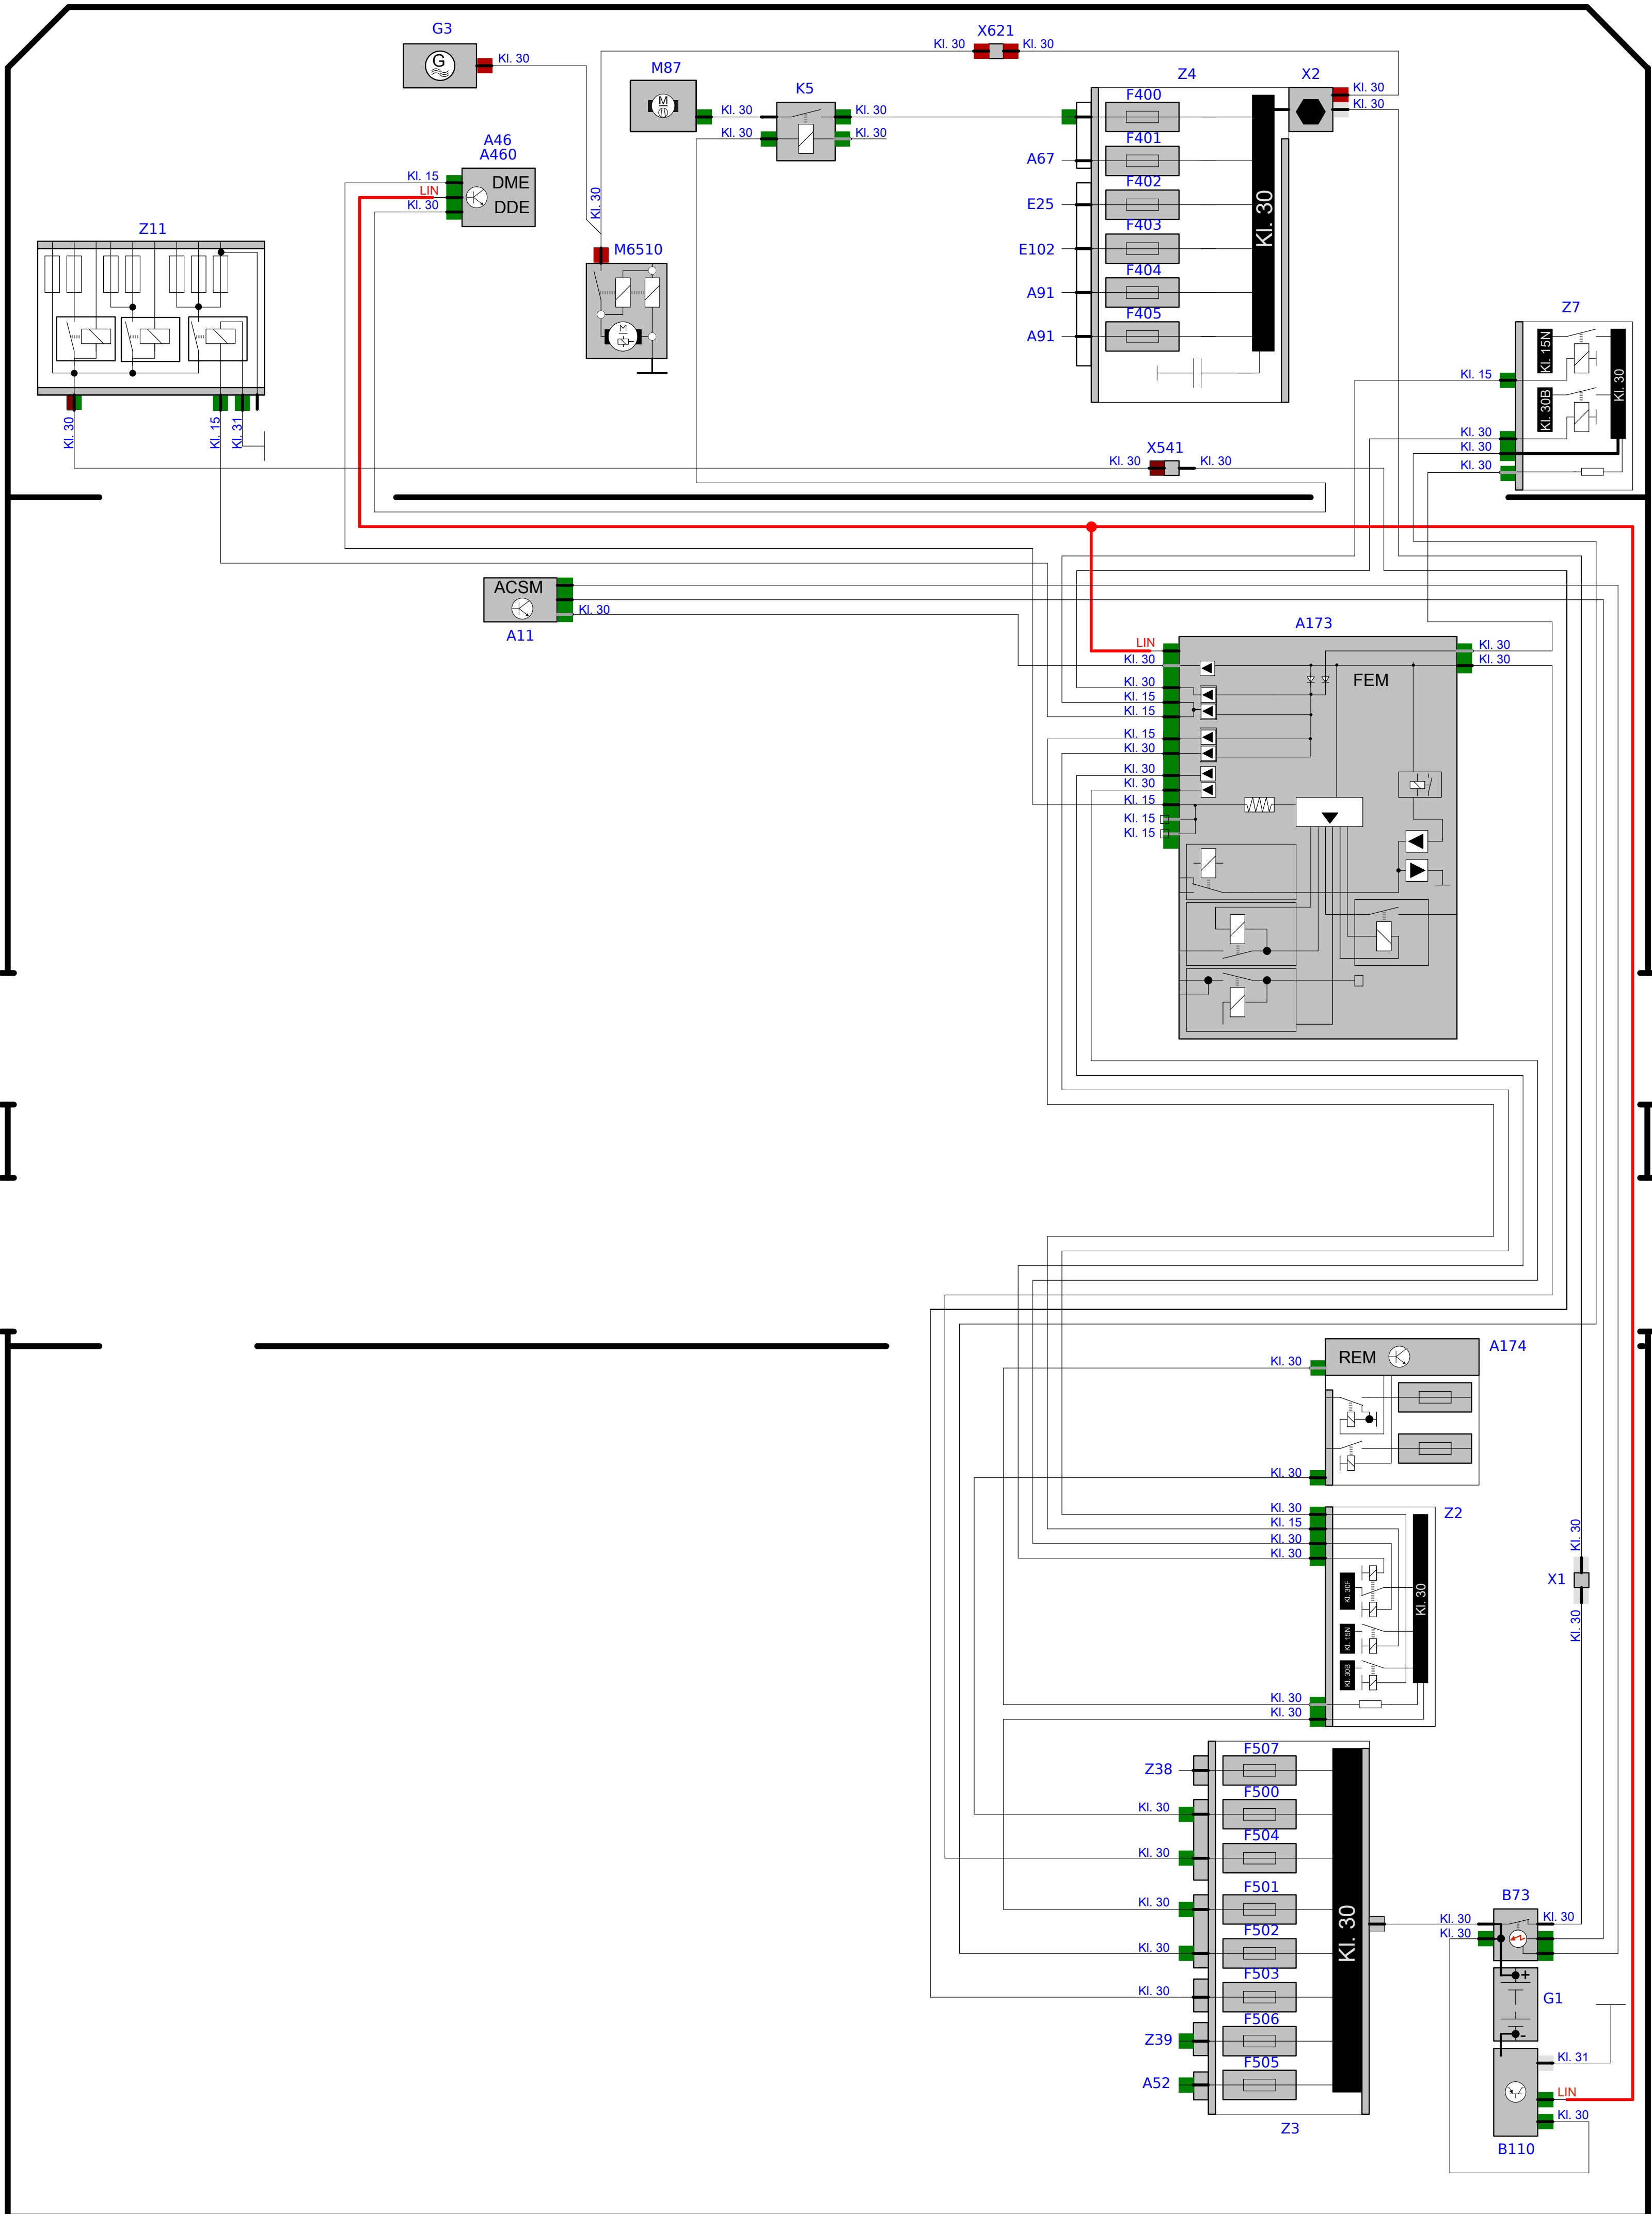 G3
G
Kl. 30
X621
Kl. 30
Kl. 30
M87
M
Kl. 30
K5
Kl. 30
Kl. 30
Kl. 30
Z4
X2
Kl. 30
Kl. 30
F400
F401
F402
F403
F404
F405
A67
E25
E102
A91
A91
Kl. 30
A46
A460
Kl. 15
LIN
Kl. 30
DME
DDE
Z11
Kl. 30
Kl. 15
Kl. 31
Kl. 30
M6510
M
Z7
Kl. 15N
Kl. 30B
Kl. 30
Kl. 15
Kl. 30
Kl. 30
Kl. 30
X541
Kl. 30
Kl. 30
ACSM
Kl. 30
A11
A173
FEM
LIN
Kl. 30
Kl. 30
Kl. 15
Kl. 15
Kl. 15
Kl. 30
Kl. 30
Kl. 30
Kl. 15
Kl. 15
Kl. 15
Kl. 30
Kl. 30
A174
REM
Kl. 30
Kl. 30
Z2
Kl. 30
Kl. 15
Kl. 30
Kl. 30
Kl. 30F
Kl. 15N
Kl. 30B
Kl. 30
Kl. 30
Kl. 30
X1
Kl. 30
Kl. 30
F507
F500
F504
F501
F502
F503
F506
F505
Z38
Kl. 30
Kl. 30
Kl. 30
Kl. 30
Kl. 30
Z39
A52
Kl. 30
Z3
B73
Kl. 30
Kl. 30
Kl. 30
+
-
G1
Kl. 31
LIN
Kl. 30
B110